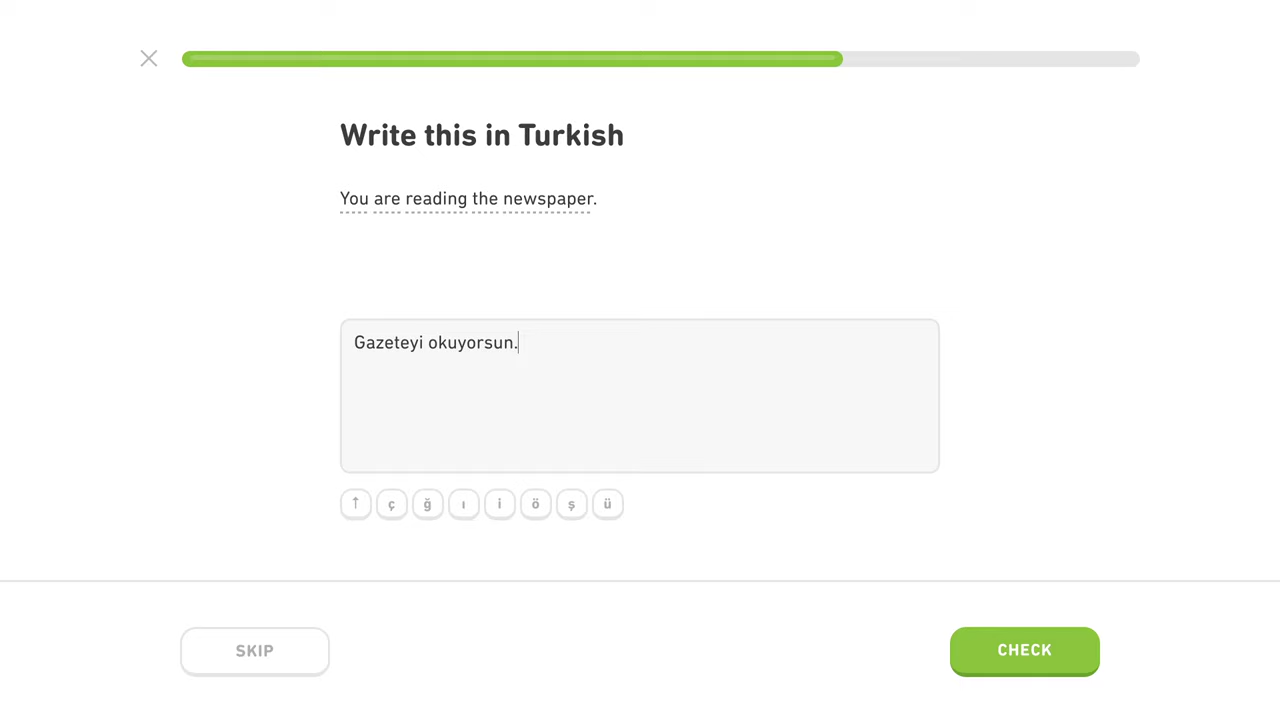 Write this in Turkish
You are reading the newspaper.
Gazeteyi okuyorsun.
↑ ç ğ ı i ö ş ü
SKIP
CHECK